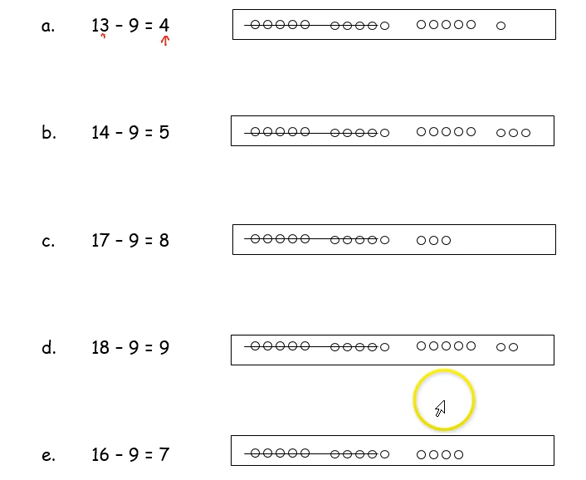 a. 13 - 9 = 4
b. 14 - 9 = 5
c. 17 - 9 = 8
d. 18 - 9 = 9
e. 16 - 9 = 7